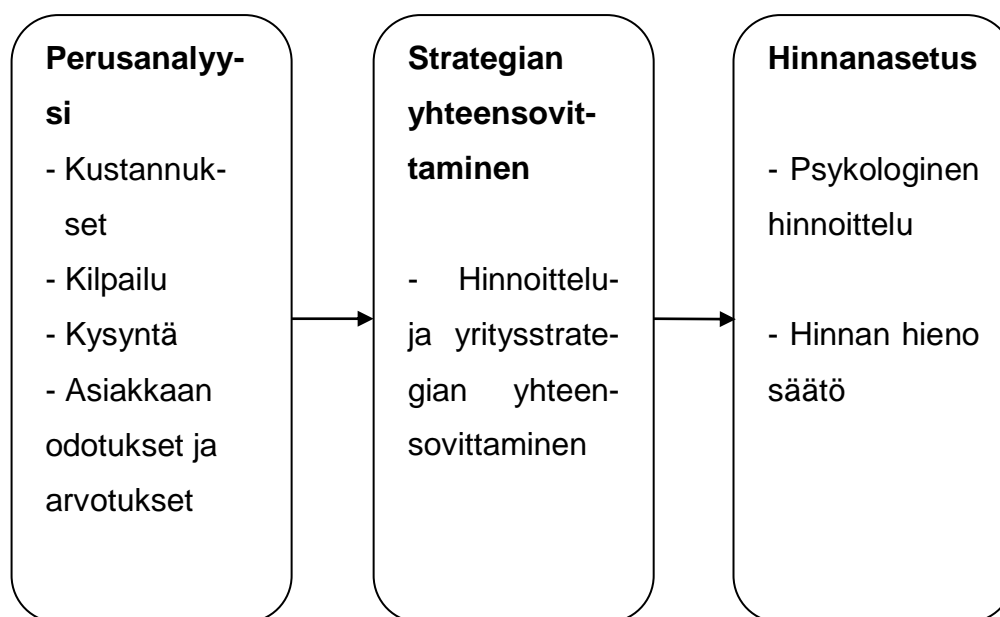 Perusanalyy-
si
- Kustannuk-
set
- Kilpailu
- Kysyntä
- Asiakkaan
odotukset ja
arvotukset
Strategian
yhteensovit-
taminen
- Hinnoittelu-
ja yritysstrate-
gian yhteen-
sovittaminen
Hinnanasetus
- Psykologinen
hinnoittelu
- Hinnan hieno
säätö